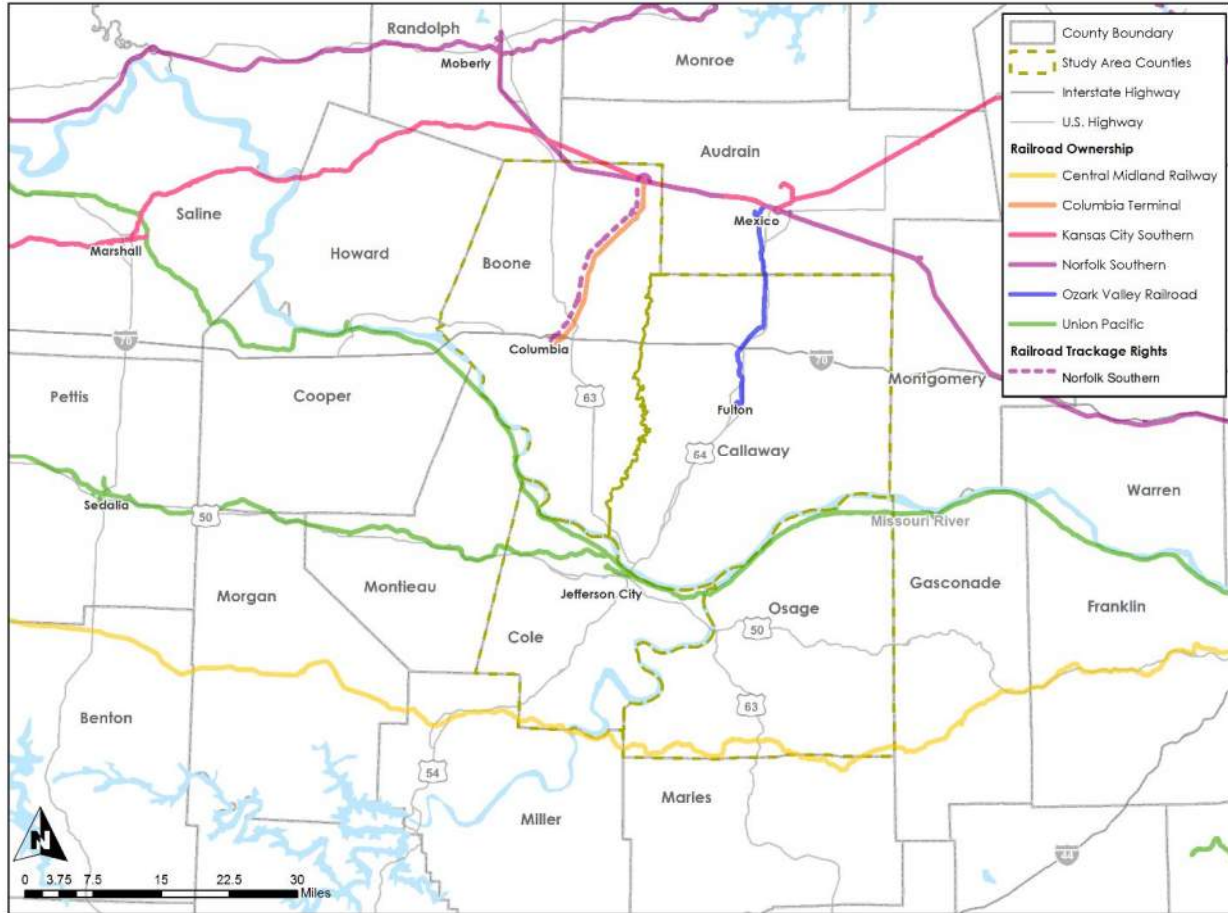 Randolph
Moberly
Monroe
Audrain
Saline
Marshall
Howard
Boone
Mexico
Columbia
70
Pettis
Cooper
63
Fulton
70
Montgomery
64
Callaway
Sedalia
50
Warren
Missouri River
Morgan
Montieau
Jefferson City
Cole
Osage
50
Gasconade
Franklin
Benton
63
54
Maries
Miller
44
N
0 3.75 7.5 15 22.5 30
Miles
County Boundary
Study Area Counties
Interstate Highway
U.S. Highway
Railroad Ownership
Central Midland Railway
Columbia Terminal
Kansas City Southern
Norfolk Southern
Ozark Valley Railroad
Union Pacific
Railroad Trackage Rights
Norfolk Southern